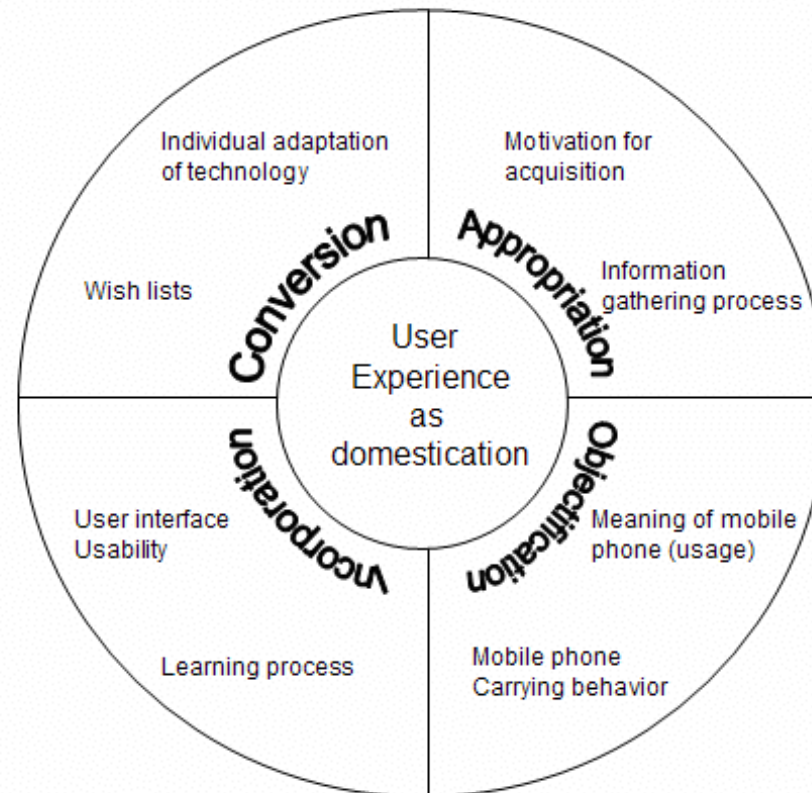 Individual adaptation
of technology
Wish lists
Conversion
Motivation for
acquisition
Information
gathering process
Appropriation
User
Experience
as
domestication
User interface
Usability
Learning process
Incorporation
Objectification
Meaning of mobile
phone (usage)
Mobile phone
Carrying behavior